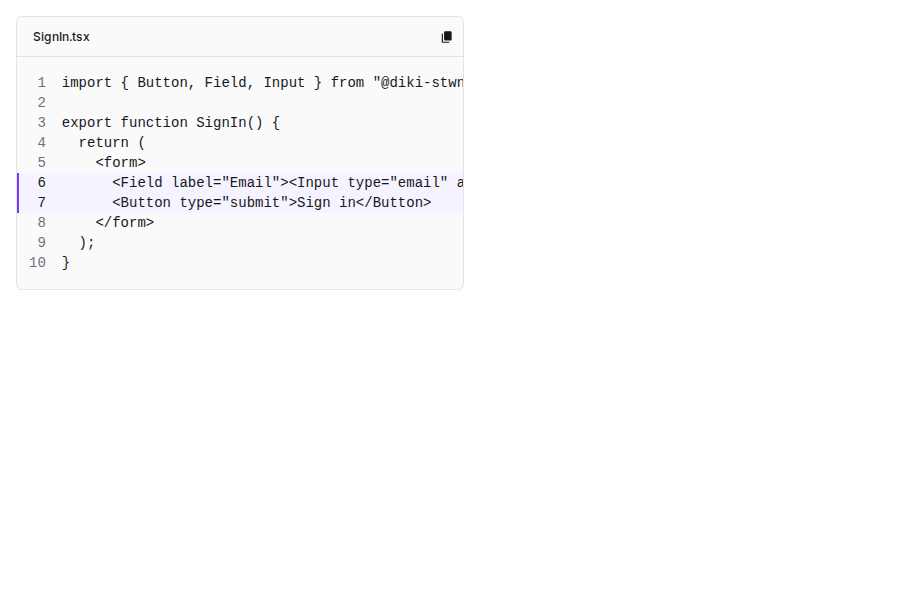 SignIn.tsx
1 import { Button, Field, Input } from "@diki-stwn
2
3 export function SignIn() {
4   return (
5     <form>
6       <Field label="Email"><Input type="email" a
7       <Button type="submit">Sign in</Button>
8     </form>
9   );
10 }